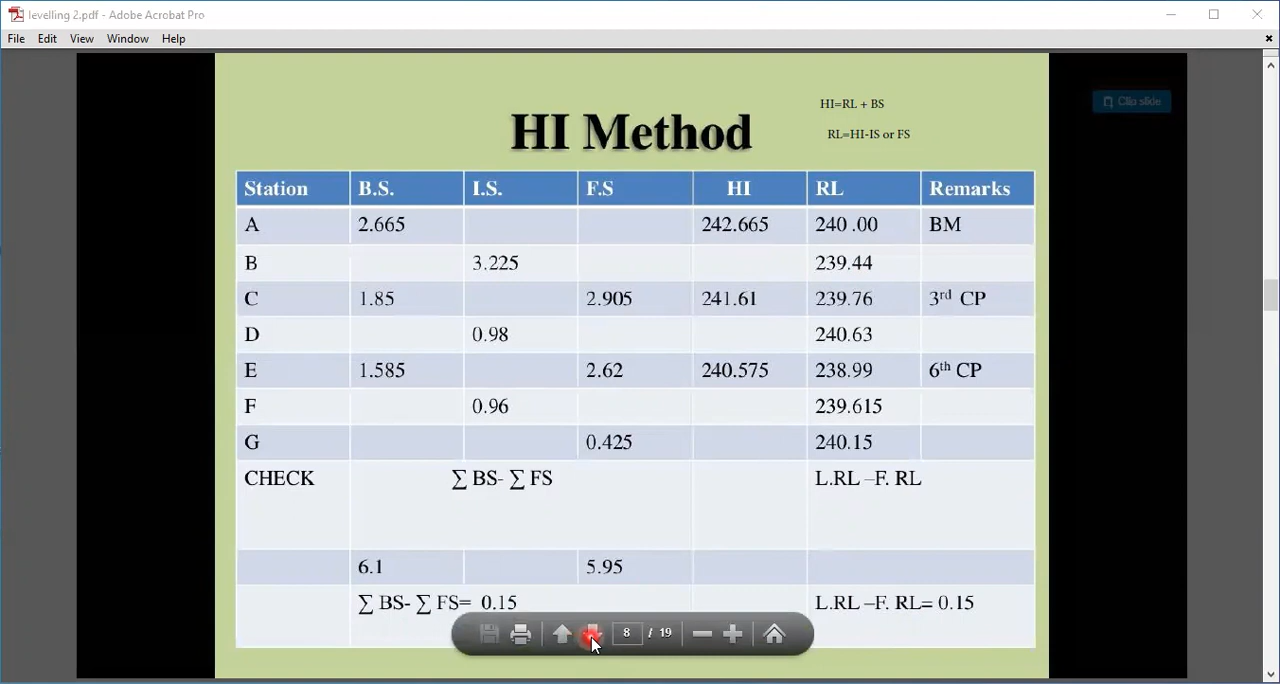 levelling 2.pdf - Adobe Acrobat Pro
File Edit View Window Help
Clip slide
HI=RL + BS
HI Method
RL=HI-IS or FS
Station B.S. I.S. F.S HI RL Remarks
A 2.665 242.665 240 .00 BM
B 3.225 239.44
C 1.85 2.905 241.61 239.76 3rd CP
D 0.98 240.63
E 1.585 2.62 240.575 238.99 6th CP
F 0.96 239.615
G 0.425 240.15
CHECK ∑ BS- ∑ FS L.RL –F. RL
6.1 5.95
∑ BS- ∑ FS= 0.15 L.RL –F. RL= 0.15
8 / 19